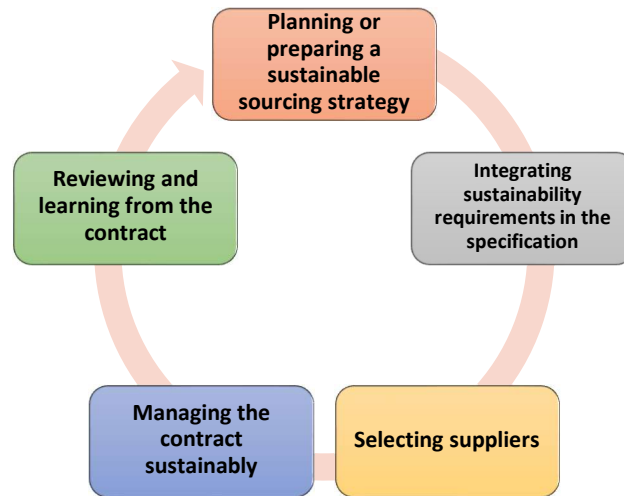 Planning or
preparing a
sustainable
sourcing strategy
Integrating
sustainability
requirements in the
specification
Selecting suppliers
Managing the
contract
sustainably
Reviewing and
learning from the
contract